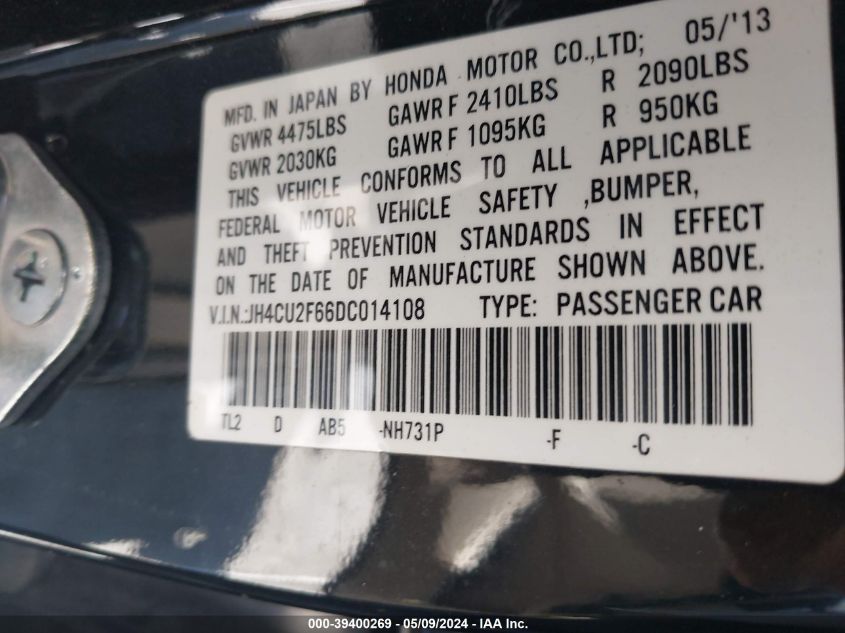 MFD. IN JAPAN BY HONDA MOTOR CO.,LTD; 05/'13
GVWR 4475LBS GAWR F 2410LBS R 2090LBS
GVWR 2030KG GAWR F 1095KG R 950KG
THIS VEHICLE CONFORMS TO ALL APPLICABLE
FEDERAL MOTOR VEHICLE SAFETY ,BUMPER,
AND THEFT PREVENTION STANDARDS IN EFFECT
ON THE DATE OF MANUFACTURE SHOWN ABOVE.
V.I.N.:JH4CU2F66DC014108 TYPE: PASSENGER CAR
TL2 D AB5 -NH731P -F -C
000-39400269 - 05/09/2024 - IAA Inc.